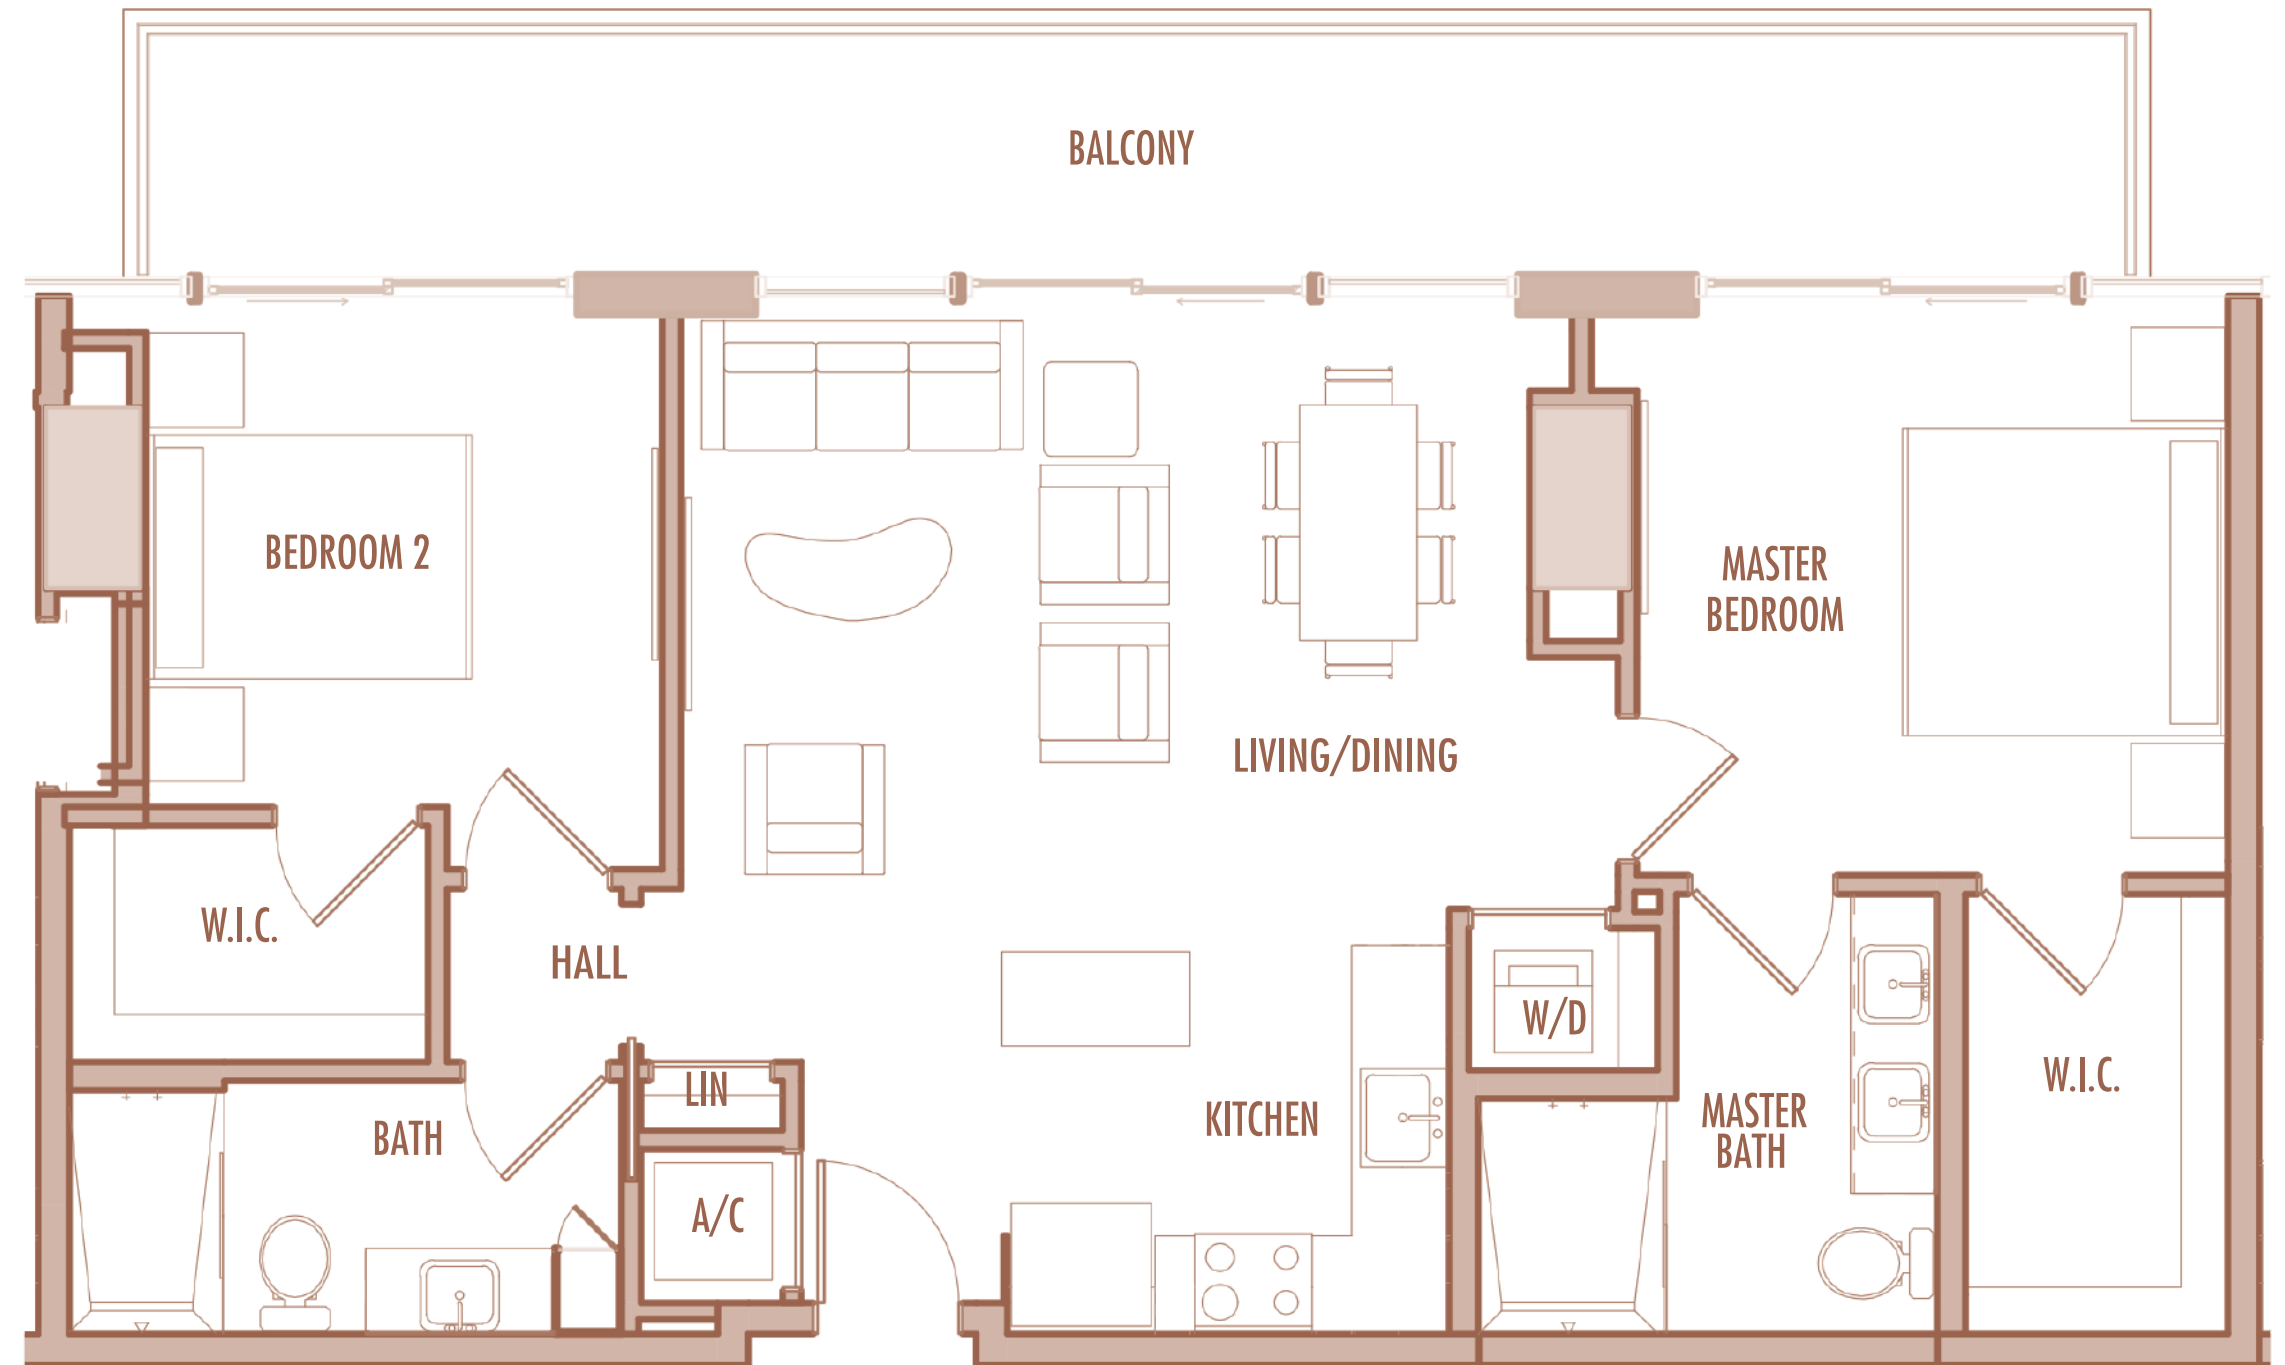 BALCONY
BEDROOM 2
MASTER
BEDROOM
LIVING/DINING
W.I.C.
HALL
W/D
W.I.C.
LIN
KITCHEN
MASTER
BATH
BATH
A/C